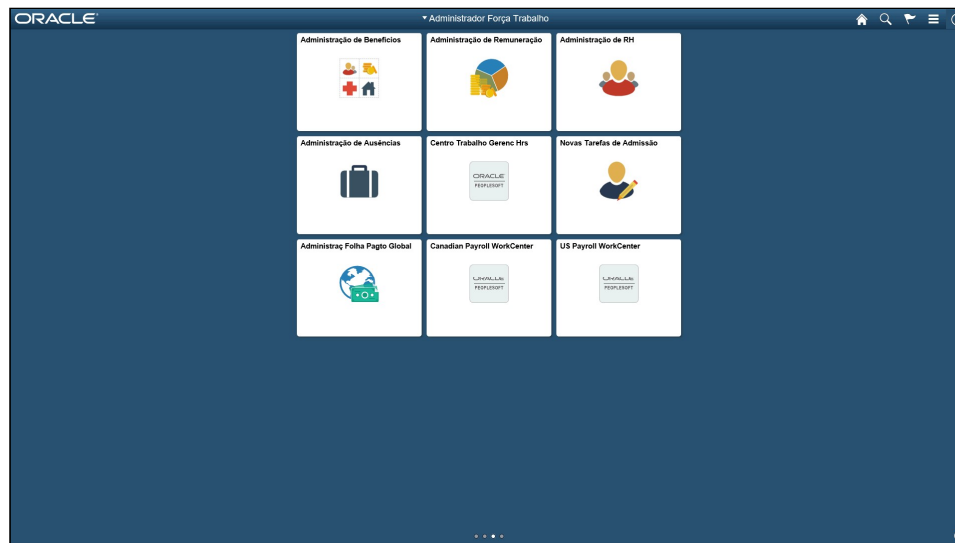 ORACLE
Administrador Força Trabalho
Administração de Benefícios
Administração de Remuneração
Administração de RH
Administração de Ausências
Centro Trabalho Gerenc Hrs
ORACLE
PEOPLESOFT
Novas Tarefas de Admissão
Administraç Folha Pagto Global
Canadian Payroll WorkCenter
ORACLE
PEOPLESOFT
US Payroll WorkCenter
ORACLE
PEOPLESOFT